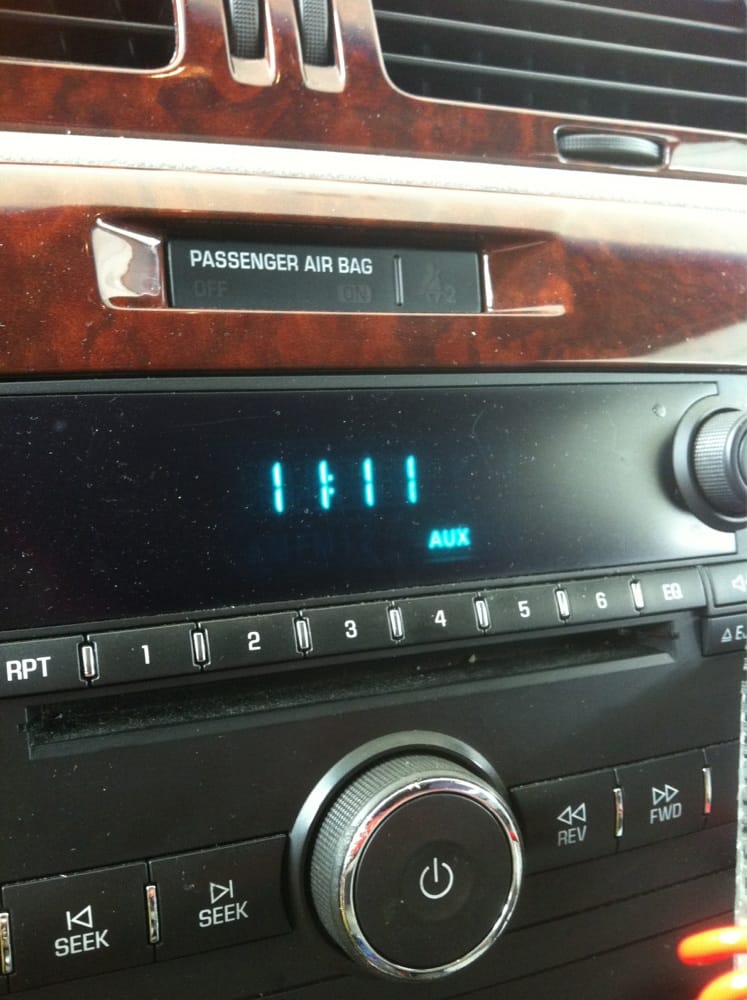 PASSENGER AIR BAG
OFF ON 2
11:11
AUX
RPT 1 2 3 4 5 6 EQ
REV FWD
SEEK SEEK